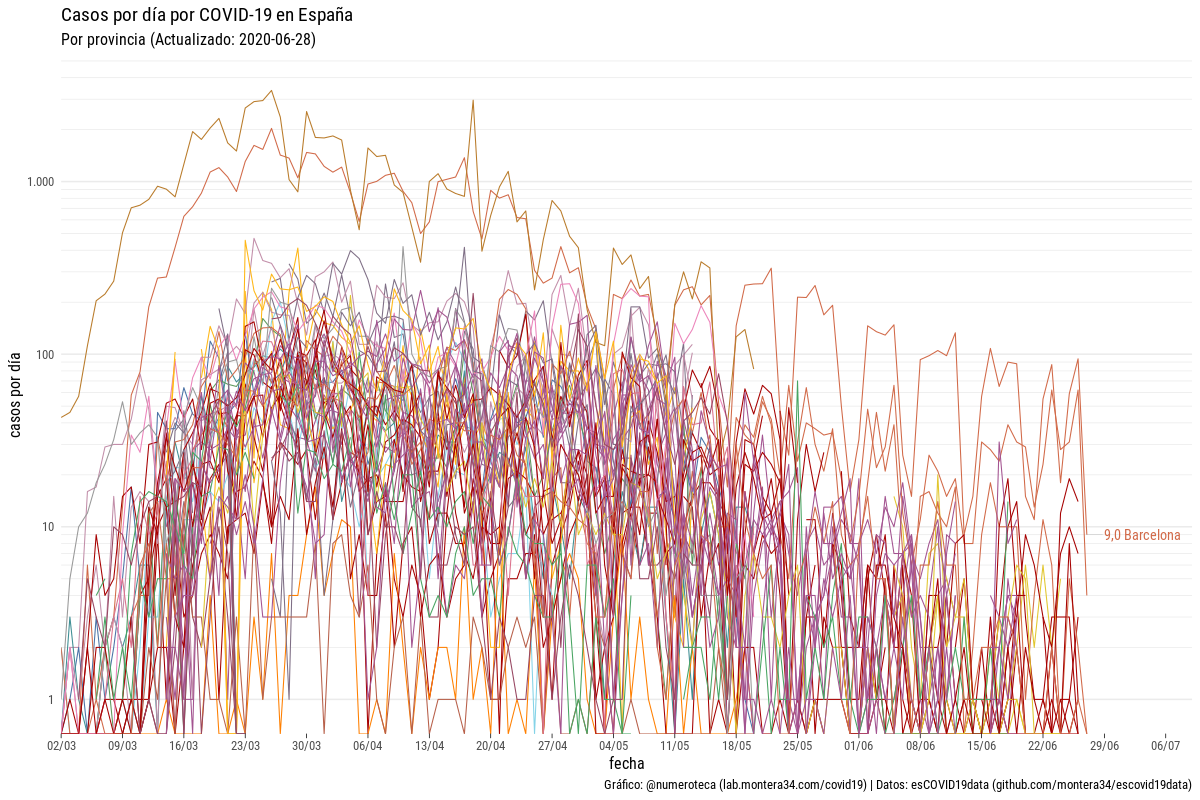 Casos por día por COVID-19 en España
Por provincia (Actualizado: 2020-06-28)
casos por día
1.000
100
10
1
9,0 Barcelona
02/03 09/03 16/03 23/03 30/03 06/04 13/04 20/04 27/04 04/05 11/05 18/05 25/05 01/06 08/06 15/06 22/06 29/06 06/07
fecha
Gráfico: @numeroteca (lab.montera34.com/covid19) | Datos: esCOVID19data (github.com/montera34/escovid19data)